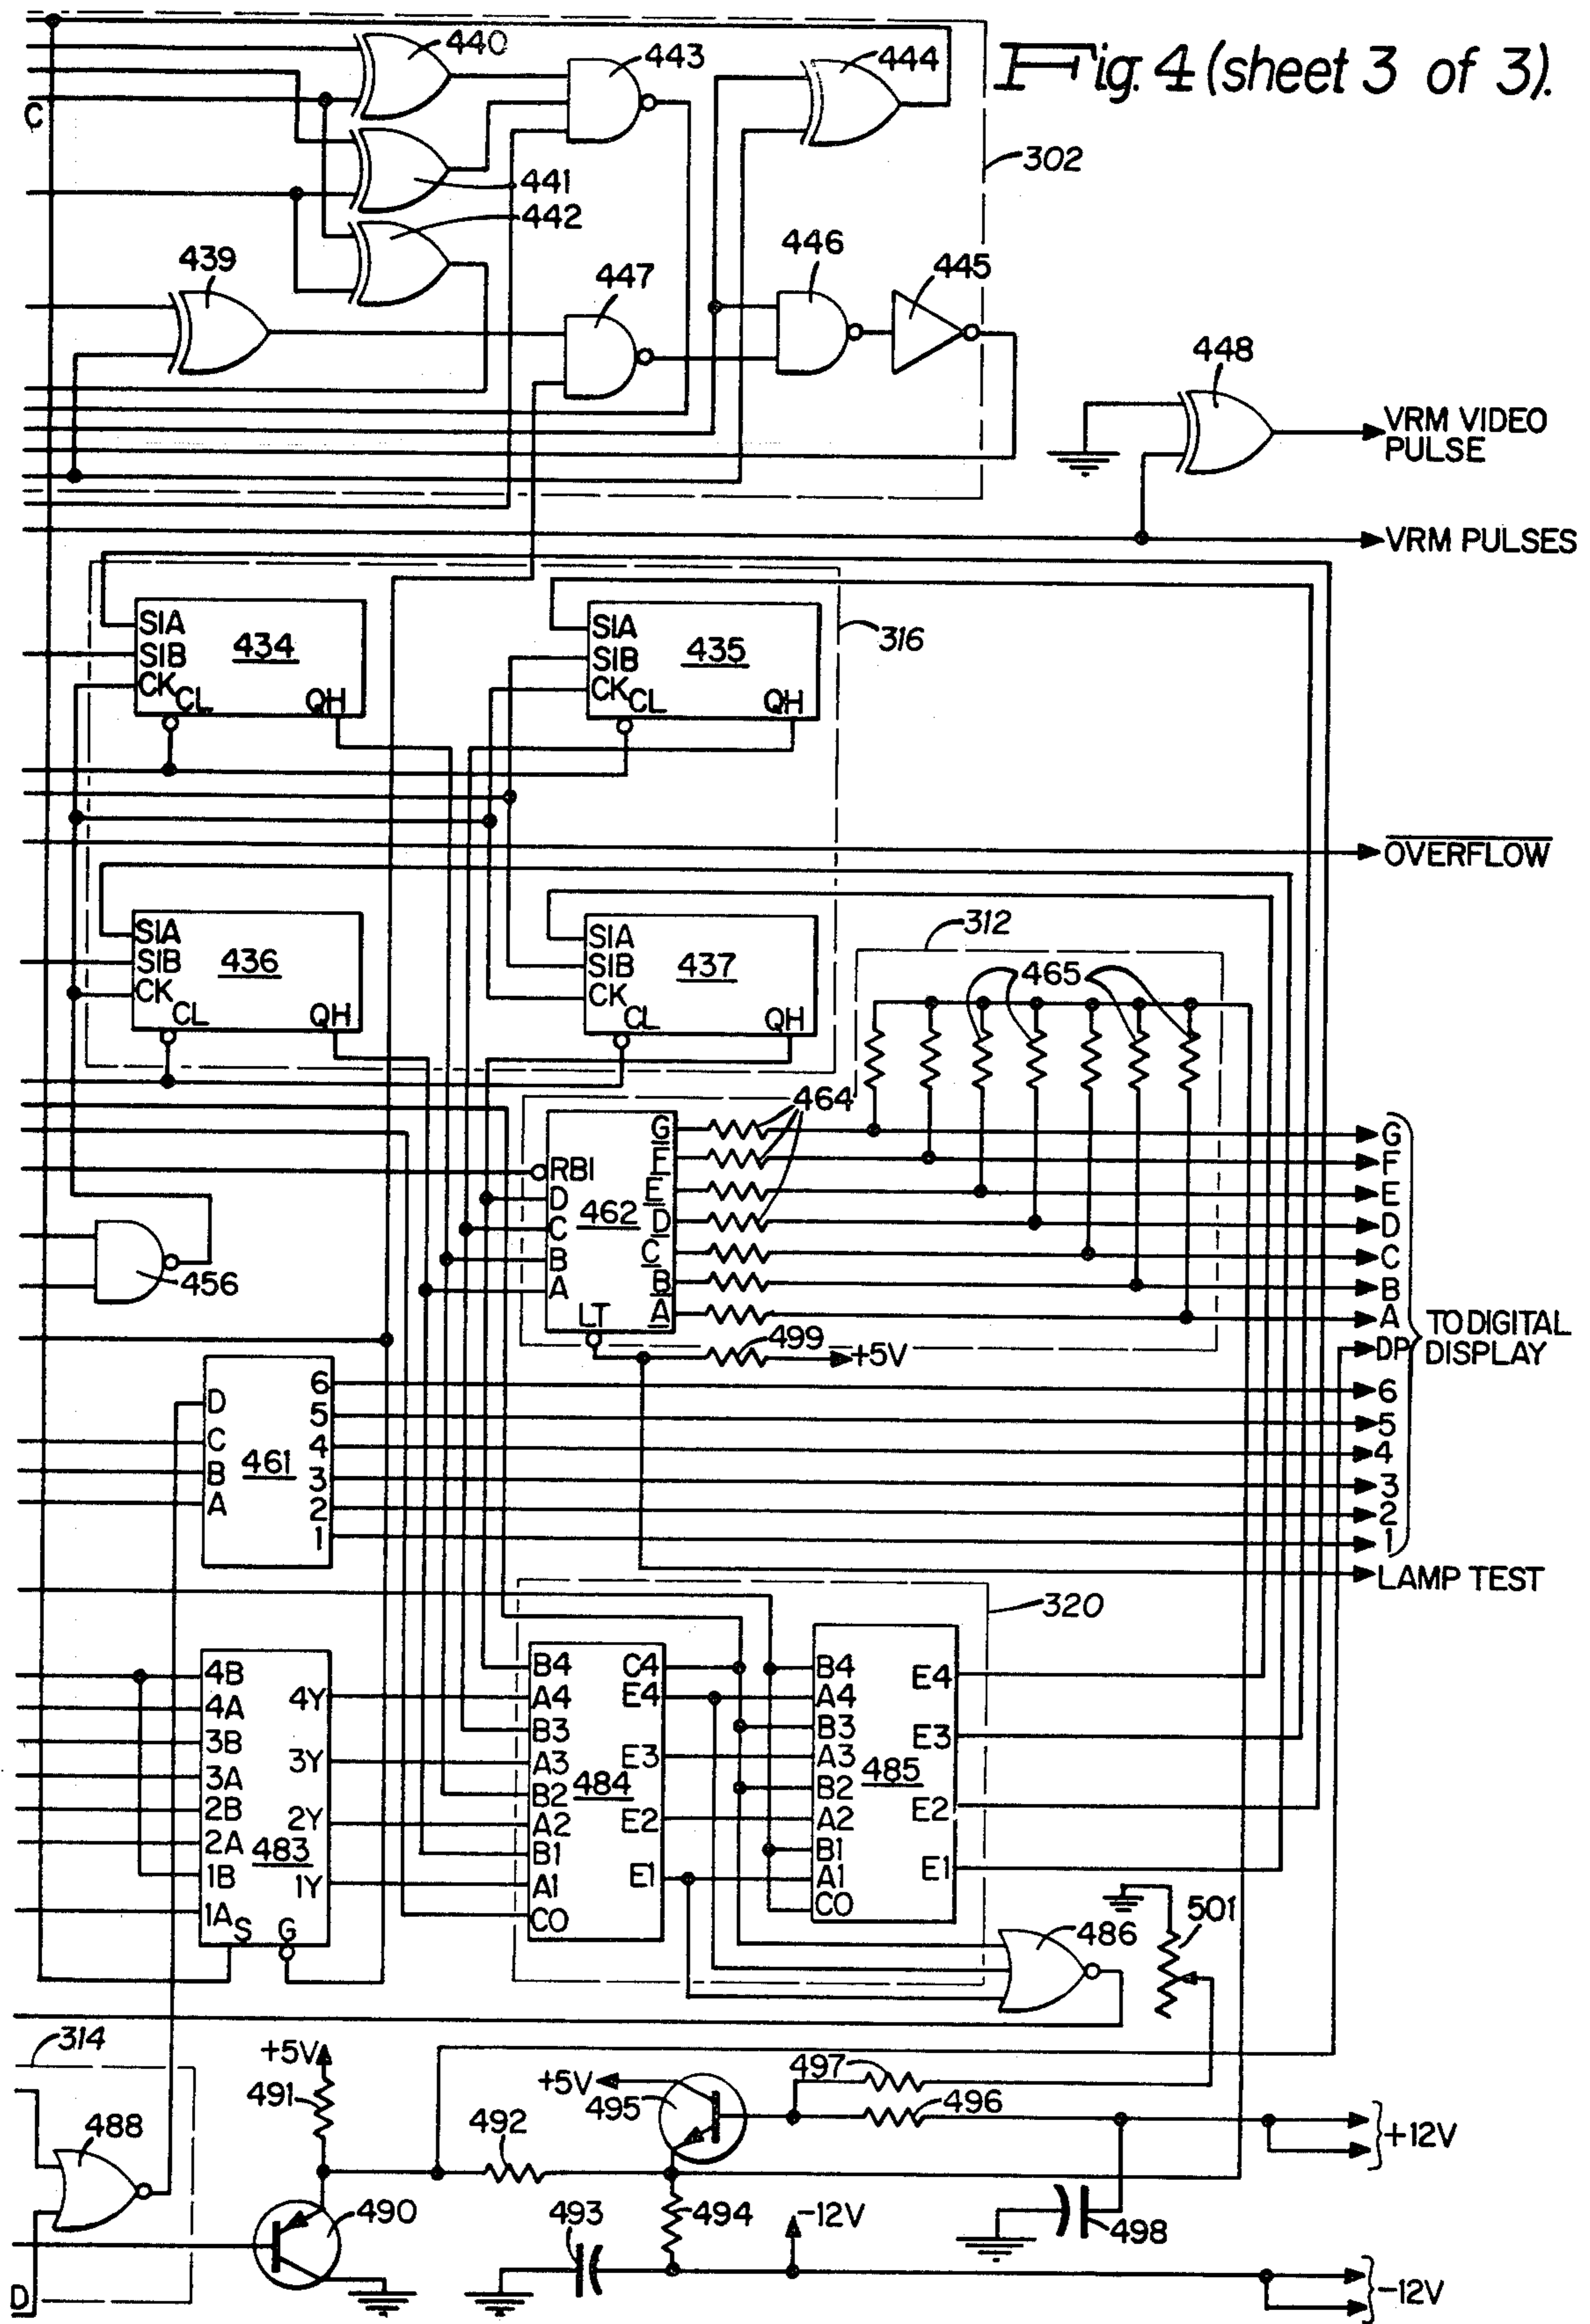 Fig. 4 (sheet 3 of 3).
440
443
444
C
302
441
442
439
447
446
445
448
VRM VIDEO
PULSE
VRM PULSES
SIA
SIB
CK
CL
434
QH
SIA
SIB
CK
CL
435
QH
316
OVERFLOW
SIA
SIB
CK
CL
436
QH
SIA
SIB
CK
CL
437
QH
312
465
464
RBI
D
C
B
A
LT
462
G
F
E
D
C
B
A
499
+5V
456
G
F
E
D
C
B
A
DP
6
5
4
3
2
1
TO DIGITAL
DISPLAY
LAMP TEST
D
C
B
A
461
6
5
4
3
2
1
320
4B
4A
3B
3A
2B
2A
1B
1A
S
G
483
4Y
3Y
2Y
1Y
B4
A4
B3
A3
B2
A2
B1
A1
CO
484
C4
E4
E3
E2
E1
B4
A4
B3
A3
B2
A2
B1
A1
CO
485
E4
E3
E2
E1
486
501
314
+5V
491
488
492
+5V
495
497
496
+12V
490
493
494
-12V
498
D
-12V